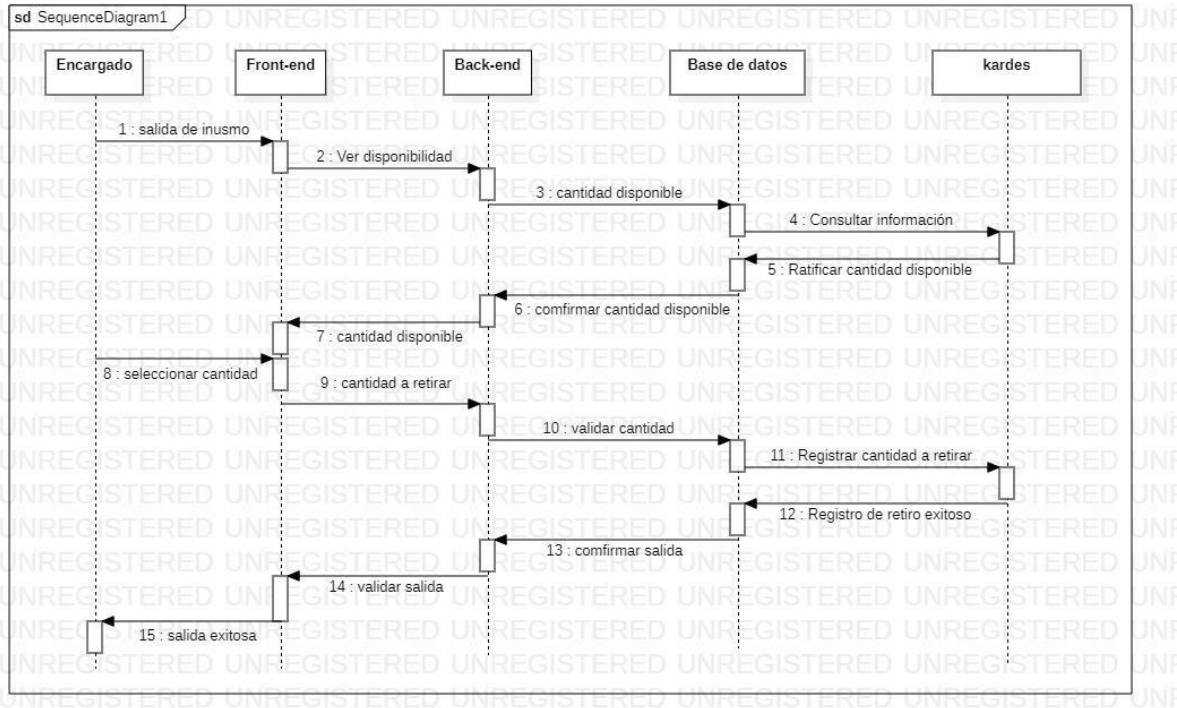 sd SequenceDiagram1
Encargado
Front-end
Back-end
Base de datos
kardes
1 : salida de inusmo
2 : Ver disponibilidad
3 : cantidad disponible
4 : Consultar información
5 : Ratificar cantidad disponible
6 : comfirmar cantidad disponible
7 : cantidad disponible
8 : seleccionar cantidad
9 : cantidad a retirar
10 : validar cantidad
11 : Registrar cantidad a retirar
12 : Registro de retiro exitoso
13 : comfirmar salida
14 : validar salida
15 : salida exitosa
UNREGISTERED